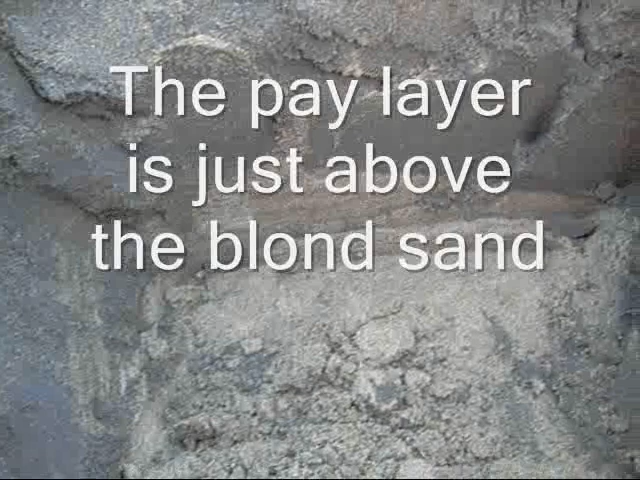 The pay layer
is just above
the blond sand